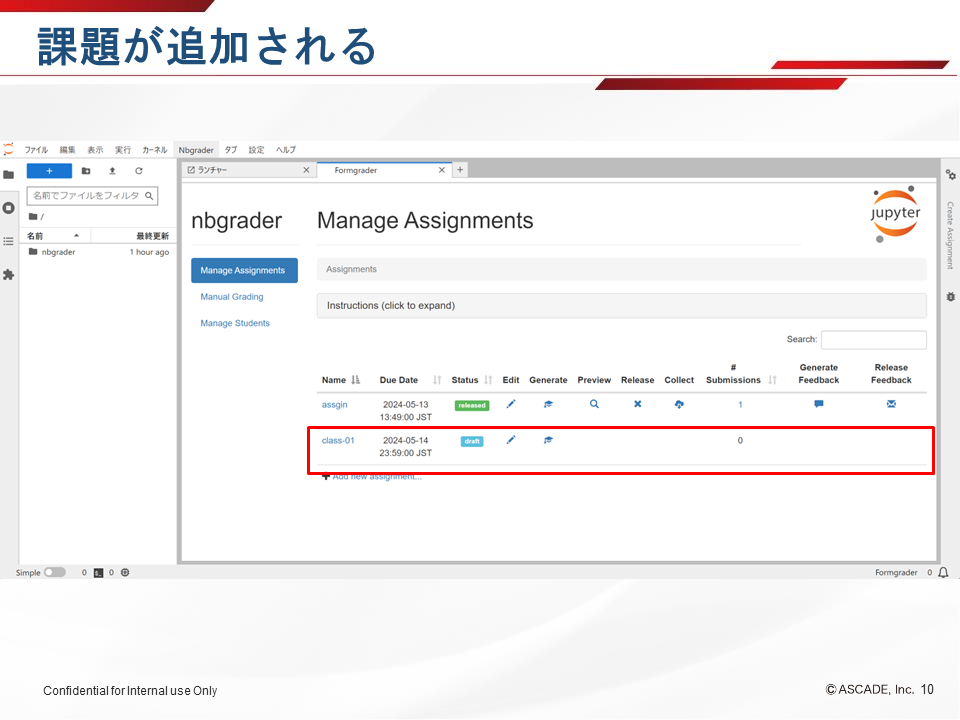 課題が追加される
ファイル 編集 表示 実行 カーネル Nbgrader タブ 設定 ヘルプ
+
ランチャー × Formgrader × +
名前でファイルをフィルタ
/
名前 最終更新
nbgrader 1 hour ago
nbgrader
Manage Assignments
Manual Grading
Manage Students
Manage Assignments
jupyter
Create Assignment
Assignments
Instructions (click to expand)
Search:
Name Due Date Status Edit Generate Preview Release Collect # Submissions Generate Feedback Release Feedback
assgin 2024-05-13 13:49:00 JST released 1
class-01 2024-05-14 23:59:00 JST draft 0
+ Add new assignment...
Simple 0 0 Formgrader 0
Confidential for Internal use Only
© ASCADE, Inc. 10